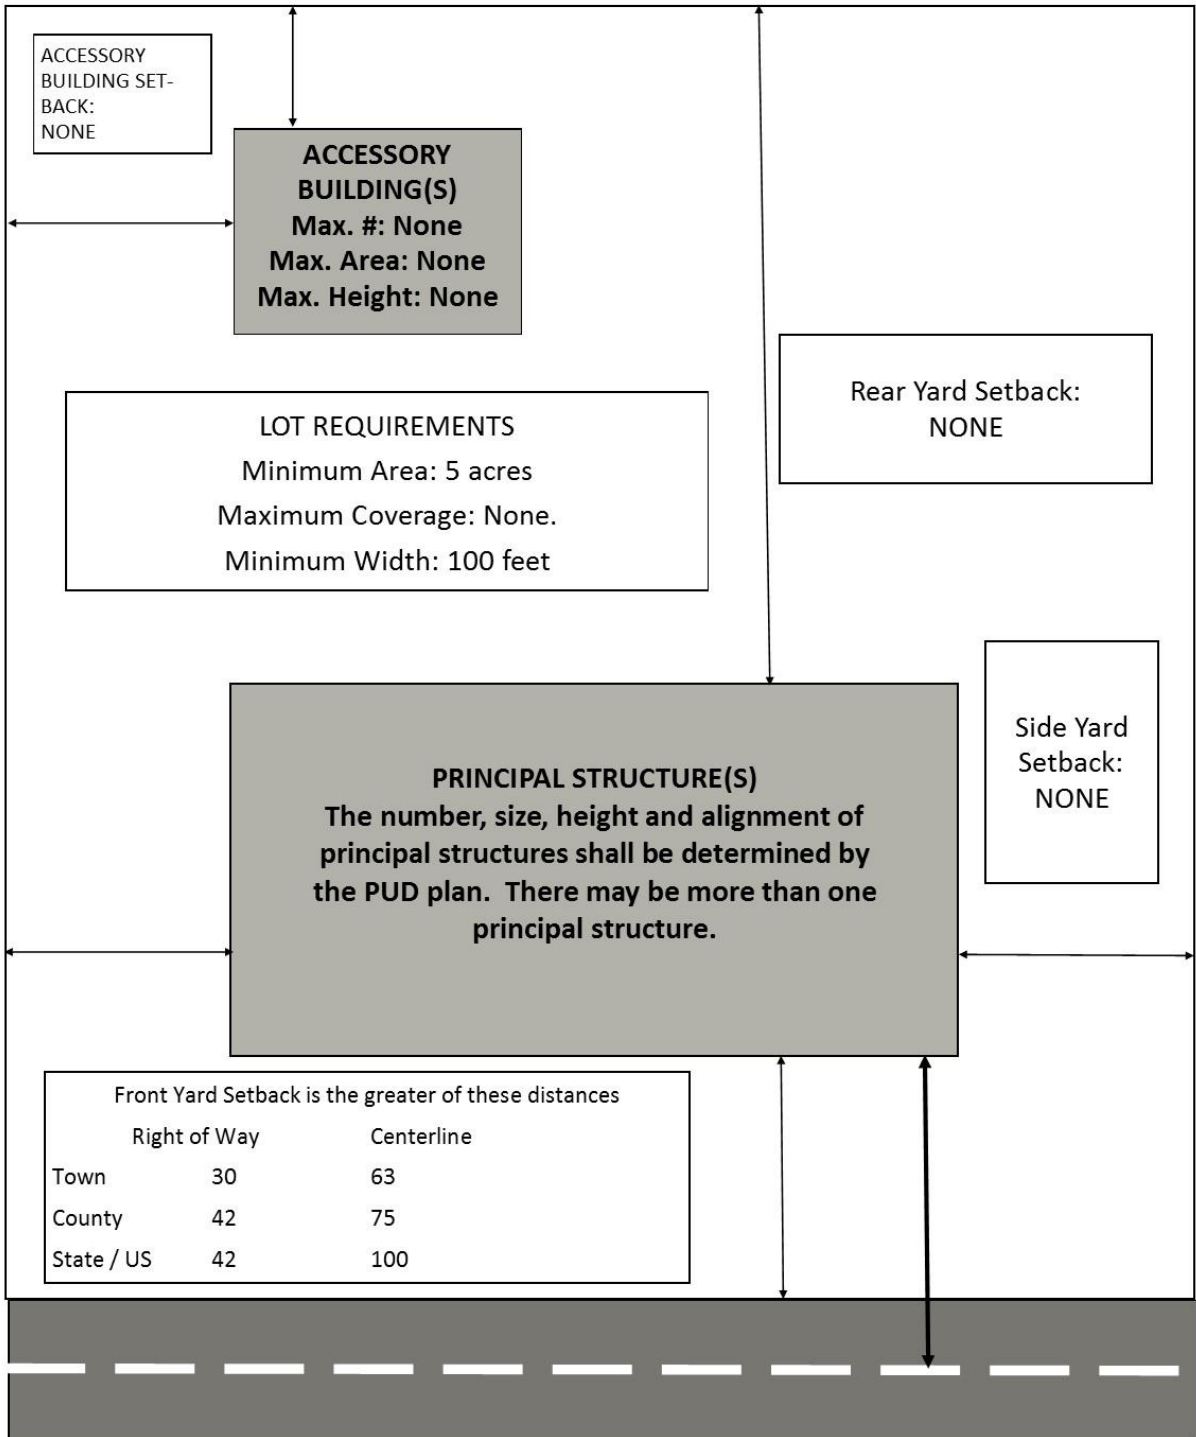 ACCESSORY
BUILDING SET-
BACK:
NONE
ACCESSORY
BUILDING(S)
Max. #: None
Max. Area: None
Max. Height: None
Rear Yard Setback:
NONE
LOT REQUIREMENTS
Minimum Area: 5 acres
Maximum Coverage: None.
Minimum Width: 100 feet
Side Yard
Setback:
NONE
PRINCIPAL STRUCTURE(S)
The number, size, height and alignment of
principal structures shall be determined by
the PUD plan.  There may be more than one
principal structure.
Front Yard Setback is the greater of these distances
Right of Way Centerline
Town 30 63
County 42 75
State / US 42 100